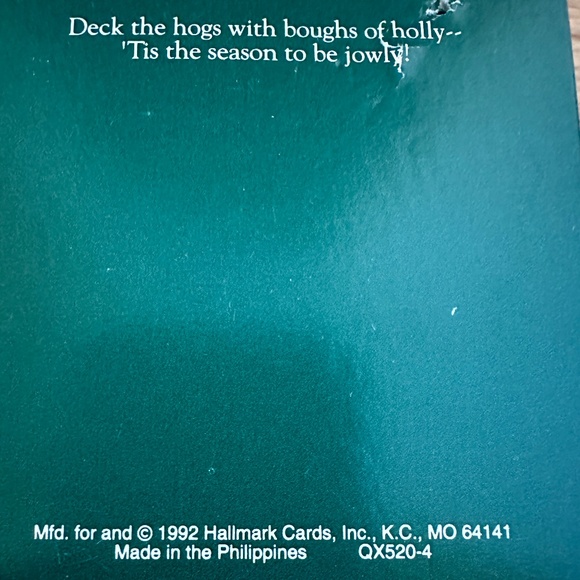 Deck the hogs with boughs of holly--
'Tis the season to be jowly!
Mfd. for and © 1992 Hallmark Cards, Inc., K.C., MO 64141
Made in the Philippines QX520-4